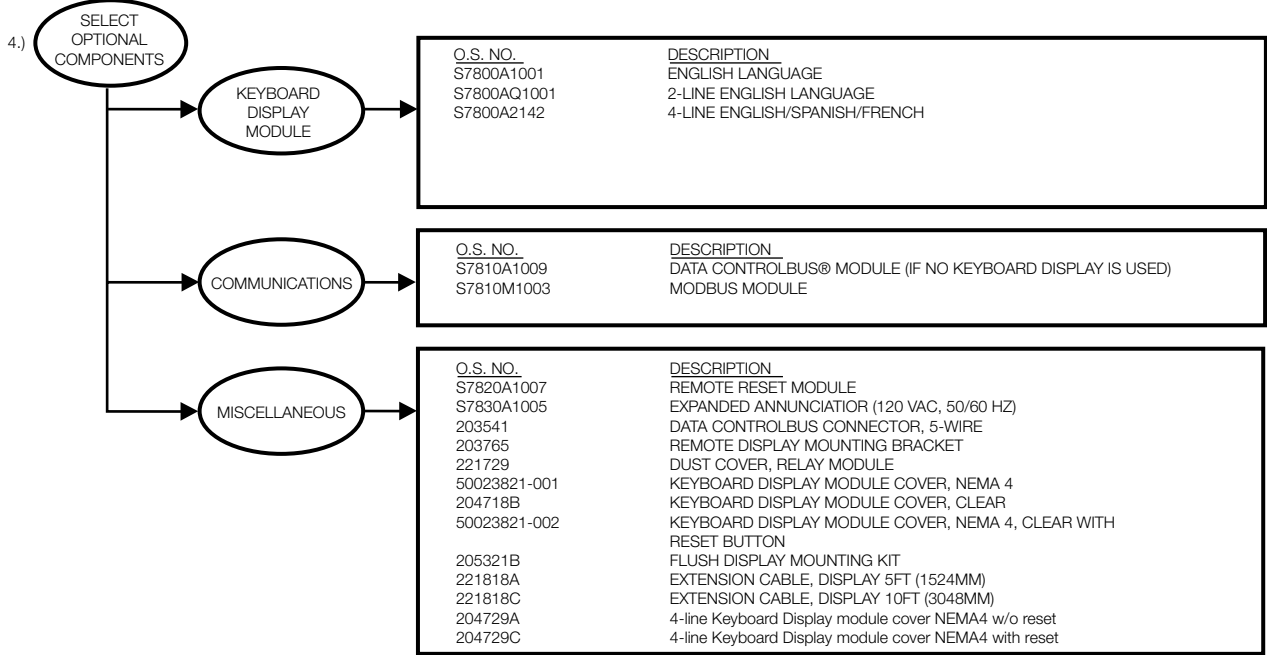 4.)
SELECT
OPTIONAL
COMPONENTS
KEYBOARD
DISPLAY
MODULE
O.S. NO. DESCRIPTION
S7800A1001 ENGLISH LANGUAGE
S7800AQ1001 2-LINE ENGLISH LANGUAGE
S7800A2142 4-LINE ENGLISH/SPANISH/FRENCH
COMMUNICATIONS
O.S. NO. DESCRIPTION
S7810A1009 DATA CONTROLBUS® MODULE (IF NO KEYBOARD DISPLAY IS USED)
S7810M1003 MODBUS MODULE
MISCELLANEOUS
O.S. NO. DESCRIPTION
S7820A1007 REMOTE RESET MODULE
S7830A1005 EXPANDED ANNUNCIATIOR (120 VAC, 50/60 HZ)
203541 DATA CONTROLBUS CONNECTOR, 5-WIRE
203765 REMOTE DISPLAY MOUNTING BRACKET
221729 DUST COVER, RELAY MODULE
50023821-001 KEYBOARD DISPLAY MODULE COVER, NEMA 4
204718B KEYBOARD DISPLAY MODULE COVER, CLEAR
50023821-002 KEYBOARD DISPLAY MODULE COVER, NEMA 4, CLEAR WITH
RESET BUTTON
205321B FLUSH DISPLAY MOUNTING KIT
221818A EXTENSION CABLE, DISPLAY 5FT (1524MM)
221818C EXTENSION CABLE, DISPLAY 10FT (3048MM)
204729A 4-line Keyboard Display module cover NEMA4 w/o reset
204729C 4-line Keyboard Display module cover NEMA4 with reset